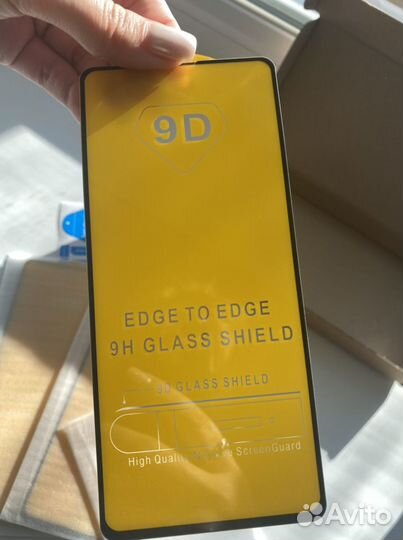 9D
EDGE TO EDGE
9H GLASS SHIELD
9D GLASS SHIELD
High Quality ScreenGuard
Avito